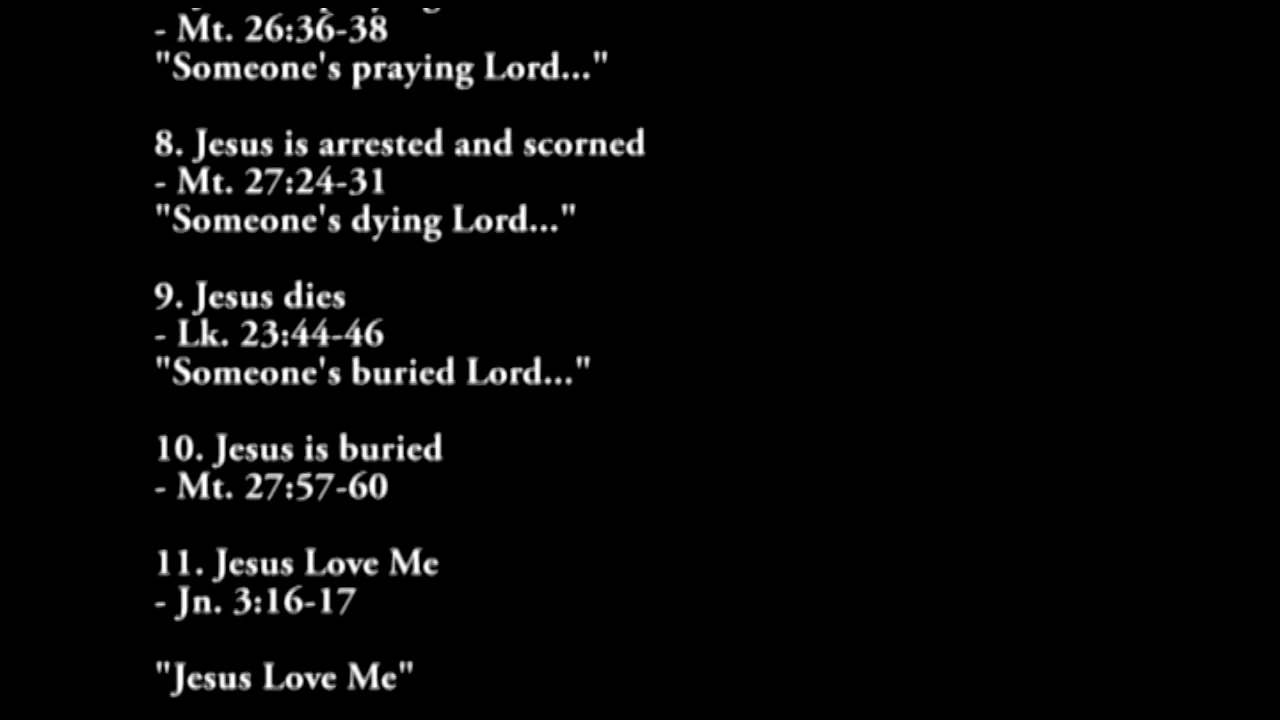 - Mt. 26:36-38
"Someone's praying Lord..."
8. Jesus is arrested and scorned
- Mt. 27:24-31
"Someone's dying Lord..."
9. Jesus dies
- Lk. 23:44-46
"Someone's buried Lord..."
10. Jesus is buried
- Mt. 27:57-60
11. Jesus Love Me
- Jn. 3:16-17
"Jesus Love Me"